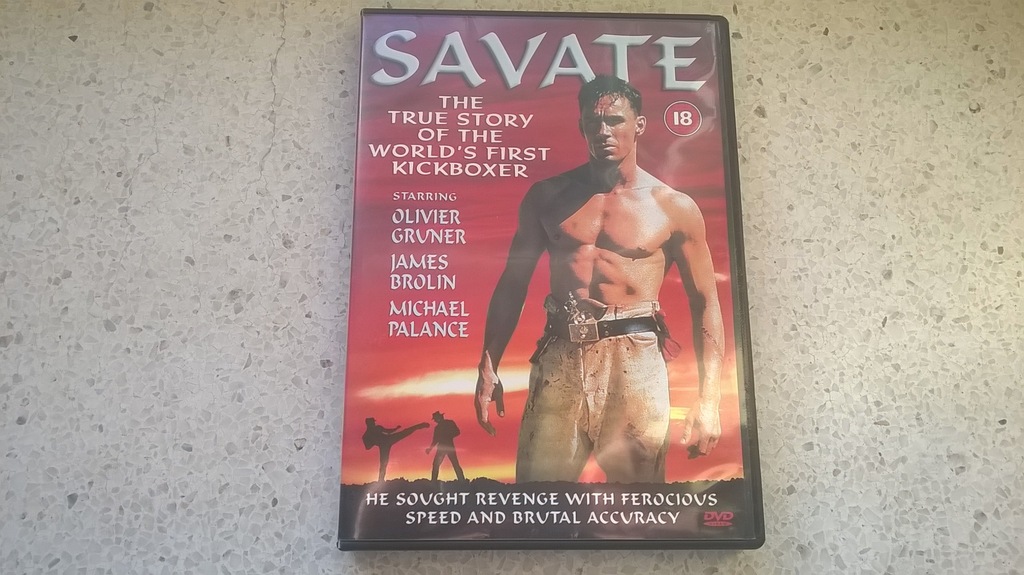 SAVATE
THE
TRUE STORY
OF THE
WORLD'S FIRST
KICKBOXER
18
STARRING
OLIVIER
GRUNER
JAMES
BROLIN
MICHAEL
PALANCE
HE SOUGHT REVENGE WITH FEROCIOUS
SPEED AND BRUTAL ACCURACY
DVD